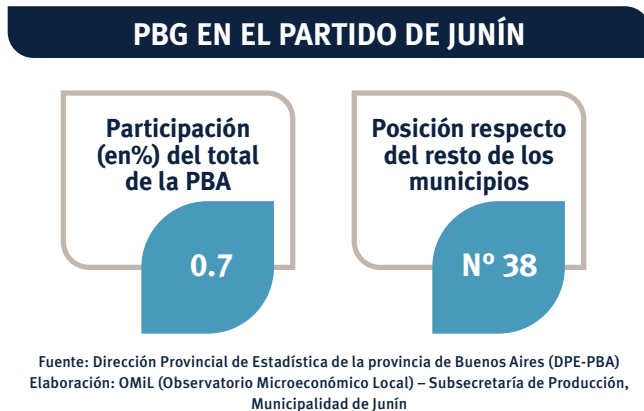 PBG EN EL PARTIDO DE JUNÍN
Participación
(en%) del total
de la PBA
0.7
Posición respecto
del resto de los
municipios
Nº 38
Fuente: Dirección Provincial de Estadística de la provincia de Buenos Aires (DPE-PBA)
Elaboración: OMiL (Observatorio Microeconómico Local) – Subsecretaría de Producción,
Municipalidad de Junín